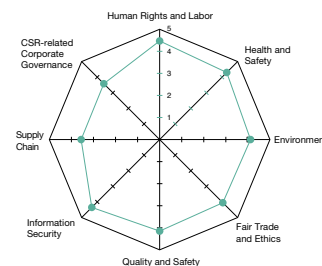 Human Rights and Labor
5
CSR-related
Corporate
Governance
Health and
Safety
4
3
2
1
Supply
Chain
Environmen
Information
Security
Fair Trade
and Ethics
Quality and Safety